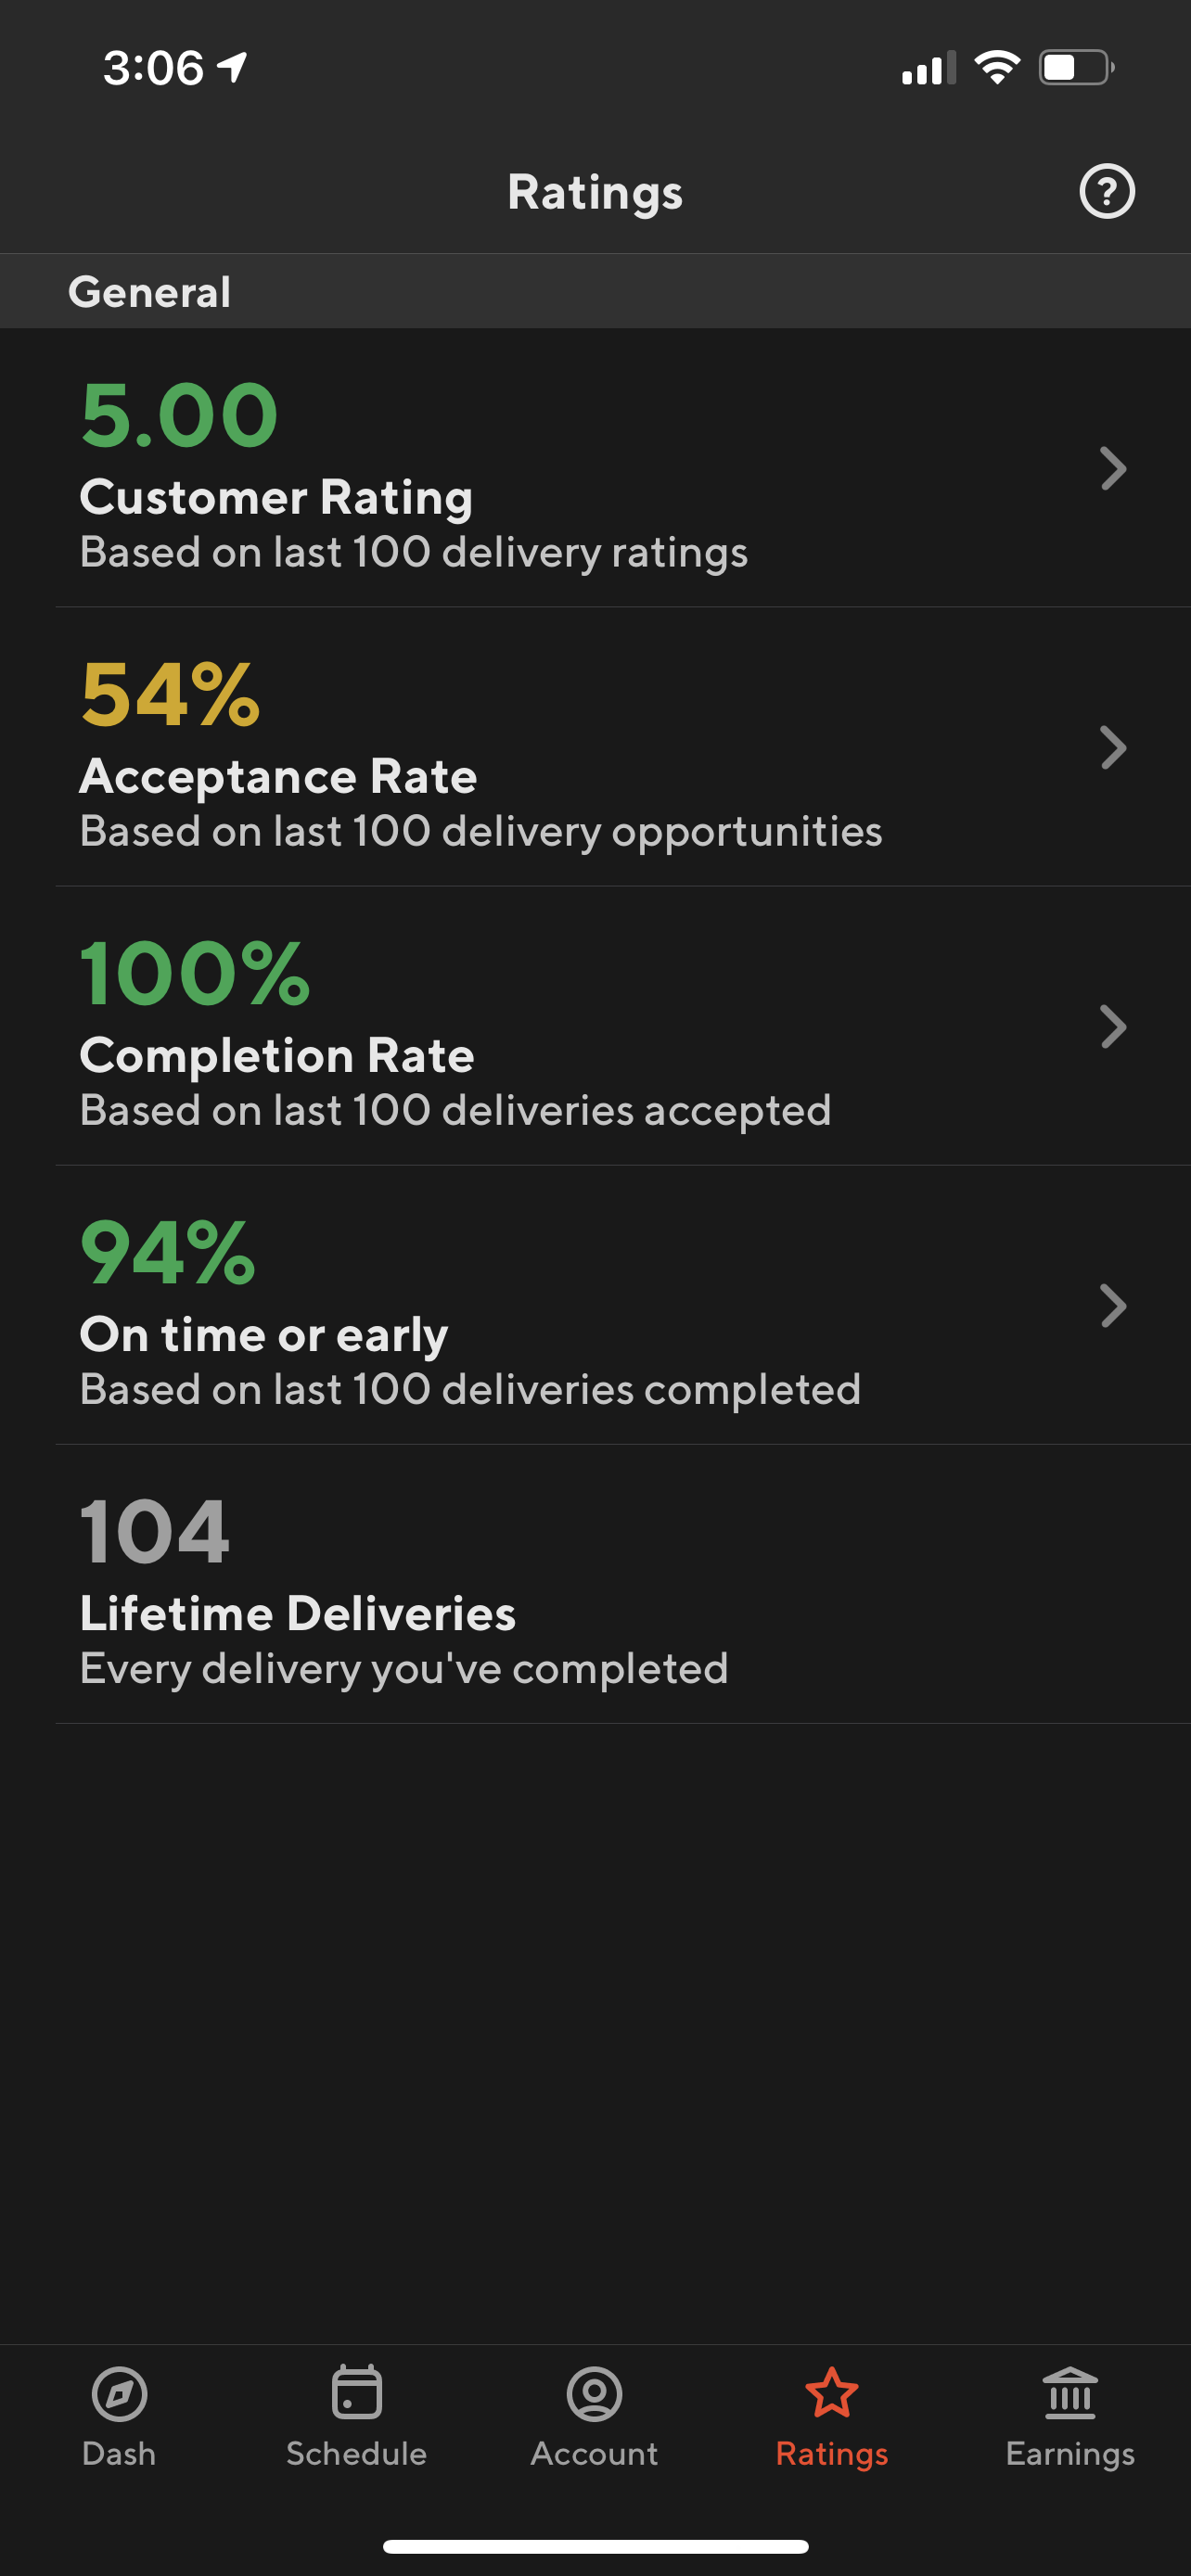 3:06
Ratings
?
General
5.00
Customer Rating
Based on last 100 delivery ratings
54%
Acceptance Rate
Based on last 100 delivery opportunities
100%
Completion Rate
Based on last 100 deliveries accepted
94%
On time or early
Based on last 100 deliveries completed
104
Lifetime Deliveries
Every delivery you've completed
Dash Schedule Account Ratings Earnings